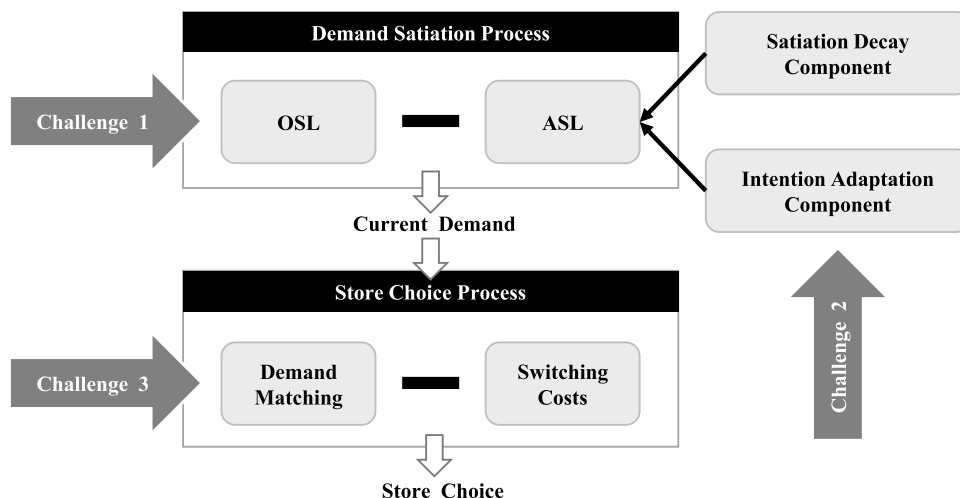 Demand Satiation Process
Satiation Decay
Component
Challenge 1
OSL
ASL
Intention Adaptation
Component
Current Demand
Store Choice Process
Challenge 2
Challenge 3
Demand
Matching
Switching
Costs
Store Choice